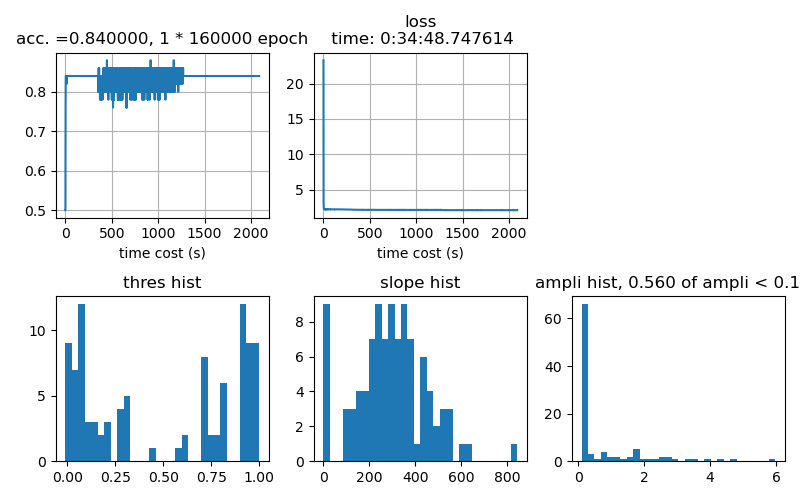 acc. =0.840000, 1 * 160000 epoch
0.8
0.7
0.6
0.5
0 500 1000 1500 2000
time cost (s)
loss
time: 0:34:48.747614
20
15
10
5
0 500 1000 1500 2000
time cost (s)
thres hist
10
5
0
0.00 0.25 0.50 0.75 1.00
slope hist
8
6
4
2
0
0 200 400 600 800
ampli hist, 0.560 of ampli < 0.1
60
40
20
0
0 2 4 6